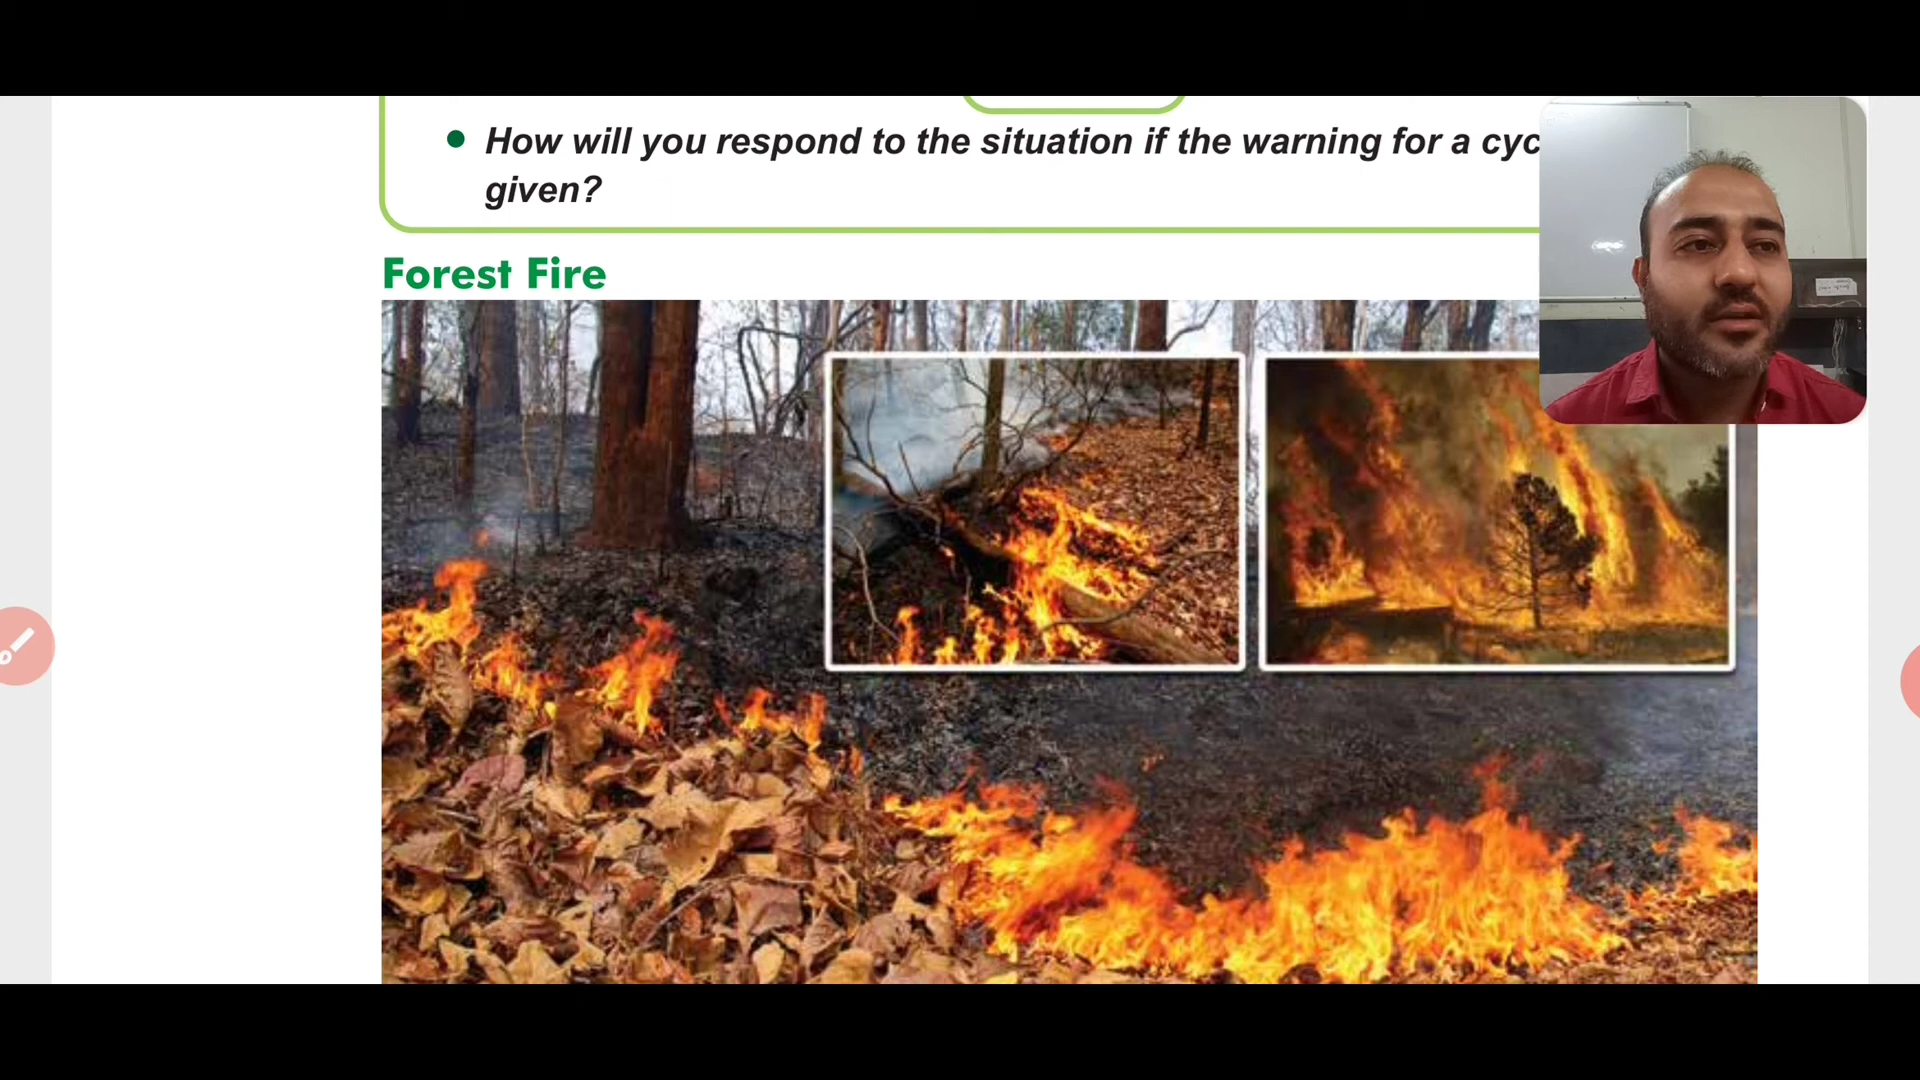 How will you respond to the situation if the warning for a cyc
given?
Forest Fire